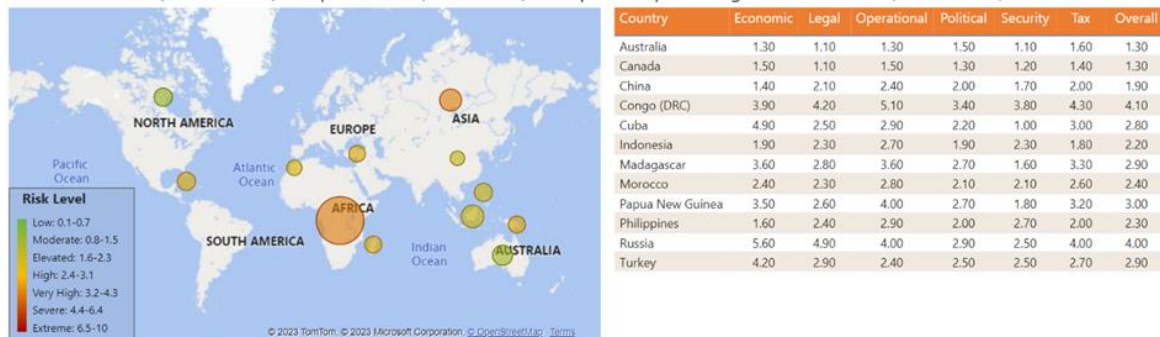 NORTH AMERICA
EUROPE
ASIA
Pacific
Ocean
Atlantic
Ocean
AFRICA
SOUTH AMERICA
Indian
Ocean
AUSTRALIA
Risk Level
Low: 0.1-0.7
Moderate: 0.8-1.5
Elevated: 1.6-2.3
High: 2.4-3.1
Very High: 3.2-4.3
Severe: 4.4-6.4
Extreme: 6.5-10
© 2023 TomTom, © 2023 Microsoft Corporation, © OpenStreetMap Terms
Country Economic Legal Operational Political Security Tax Overall
Australia 1.30 1.10 1.30 1.50 1.10 1.60 1.30
Canada 1.50 1.10 1.50 1.30 1.20 1.40 1.30
China 1.40 2.10 2.40 2.00 1.70 2.00 1.90
Congo (DRC) 3.90 4.20 5.10 3.40 3.80 4.30 4.10
Cuba 4.90 2.50 2.90 2.20 1.00 3.00 2.80
Indonesia 1.90 2.30 2.70 1.90 2.30 1.80 2.20
Madagascar 3.60 2.80 3.60 2.70 1.60 3.30 2.90
Morocco 2.40 2.30 2.80 2.10 2.10 2.60 2.40
Papua New Guinea 3.50 2.60 4.00 2.70 1.80 3.20 3.00
Philippines 1.60 2.40 2.90 2.00 2.70 2.00 2.30
Russia 5.60 4.90 4.00 2.90 2.50 4.00 4.00
Turkey 4.20 2.90 2.40 2.50 2.50 2.70 2.90